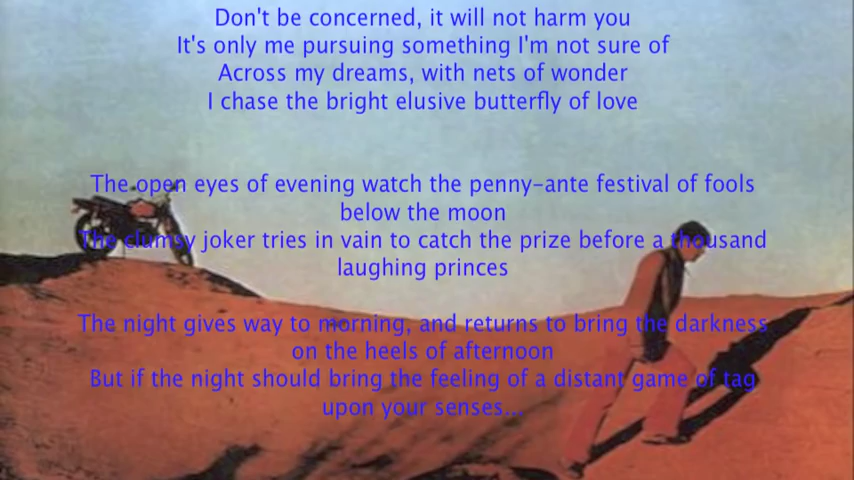 Don't be concerned, it will not harm you
It's only me pursuing something I'm not sure of
Across my dreams, with nets of wonder
I chase the bright elusive butterfly of love
The open eyes of evening watch the penny-ante festival of fools
below the moon
The clumsy joker tries in vain to catch the prize before a thousand
laughing princes
The night gives way to morning, and returns to bring the darkness
on the heels of afternoon
But if the night should bring the feeling of a distant game of tag
upon your senses...